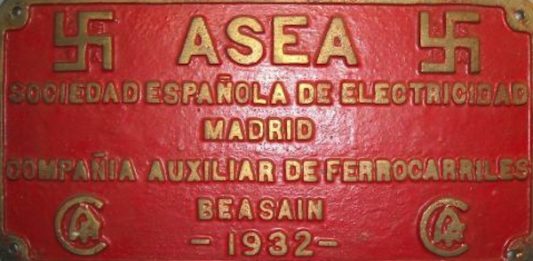 ASEA
SOCIEDAD ESPAÑOLA DE ELECTRICIDAD
MADRID
COMPAÑIA AUXILIAR DE FERROCARRILES
BEASAIN
-1932-